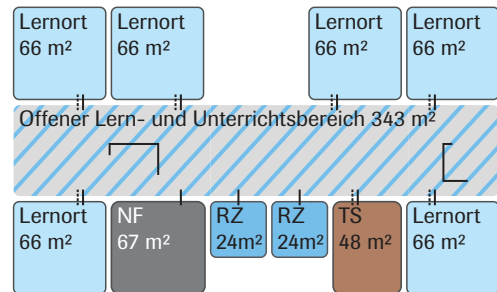 Lernort
66 m²
Lernort
66 m²
Lernort
66 m²
Lernort
66 m²
Offener Lern- und Unterrichtsbereich 343 m²
Lernort
66 m²
NF
67 m²
RZ
24m²
RZ
24m²
TS
48 m²
Lernort
66 m²